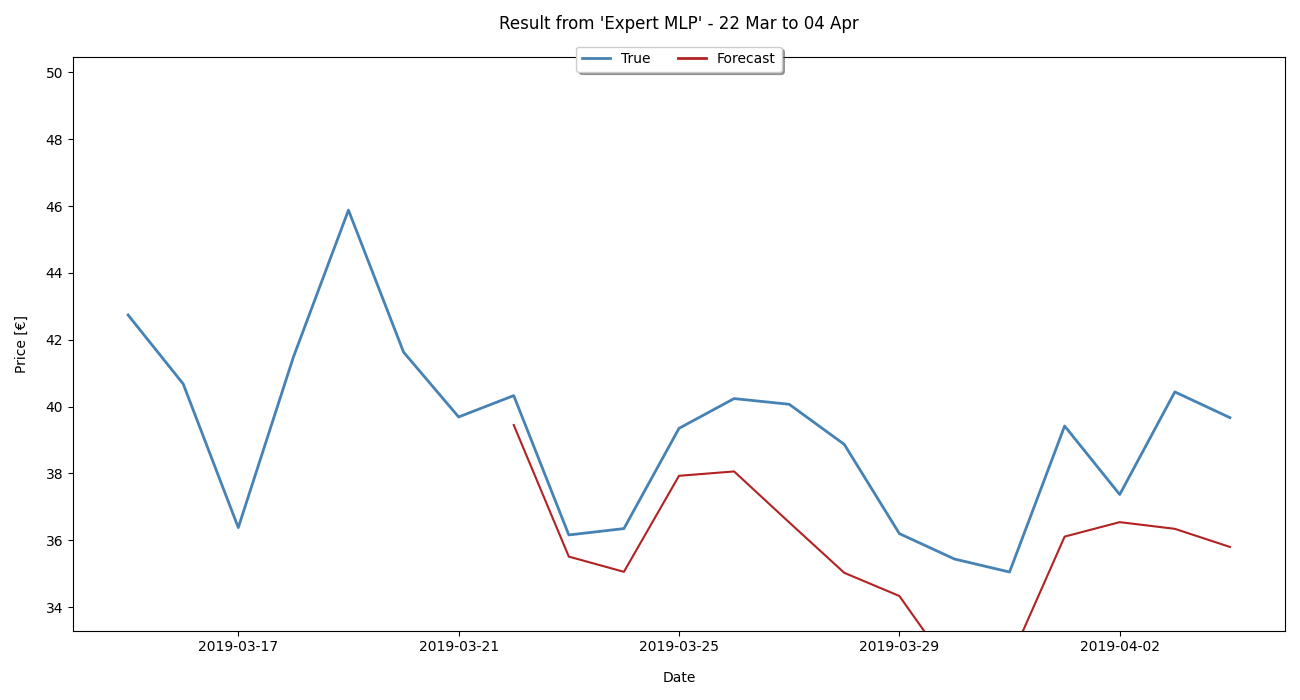 Result from 'Expert MLP' - 22 Mar to 04 Apr
True Forecast
50
48
46
44
42
40
38
36
34
Price [€]
2019-03-17 2019-03-21 2019-03-25 2019-03-29 2019-04-02
Date